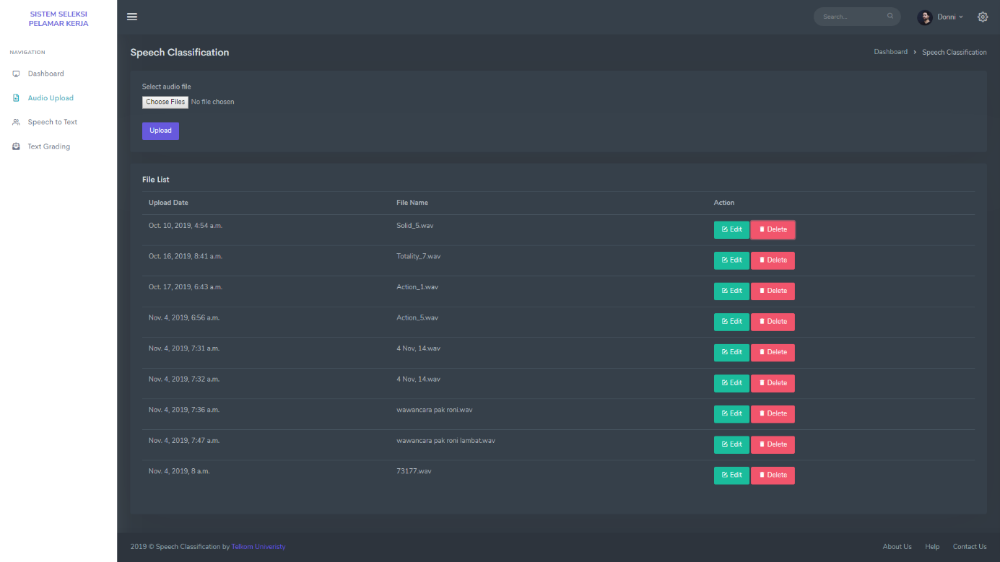 SISTEM SELEKSI
PELAMAR KERJA
Search...
Donni
NAVIGATION
Dashboard
Audio Upload
Speech to Text
Text Grading
Speech Classification
Dashboard > Speech Classification
Select audio file
Choose Files No file chosen
Upload
File List
Upload Date File Name Action
Oct. 10, 2019, 4:54 a.m. Solid_5.wav Edit Delete
Oct. 16, 2019, 8:41 a.m. Totality_7.wav Edit Delete
Oct. 17, 2019, 6:43 a.m. Action_1.wav Edit Delete
Nov. 4, 2019, 6:56 a.m. Action_5.wav Edit Delete
Nov. 4, 2019, 7:31 a.m. 4 Nov, 14.wav Edit Delete
Nov. 4, 2019, 7:32 a.m. 4 Nov, 14.wav Edit Delete
Nov. 4, 2019, 7:36 a.m. wawancara pak roni.wav Edit Delete
Nov. 4, 2019, 7:47 a.m. wawancara pak roni lambat.wav Edit Delete
Nov. 4, 2019, 8 a.m. 73177.wav Edit Delete
2019 © Speech Classification by Telkom Univeristy About Us Help Contact Us